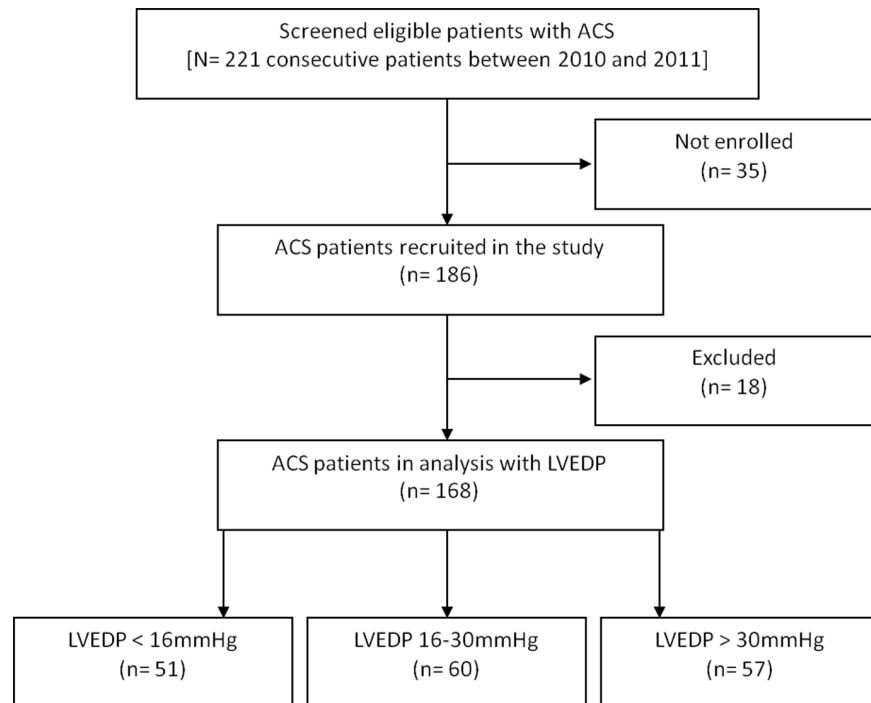 Screened eligible patients with ACS
[N= 221 consecutive patients between 2010 and 2011]
Not enrolled
(n= 35)
ACS patients recruited in the study
(n= 186)
Excluded
(n= 18)
ACS patients in analysis with LVEDP
(n= 168)
LVEDP < 16mmHg
(n= 51)
LVEDP 16-30mmHg
(n= 60)
LVEDP > 30mmHg
(n= 57)